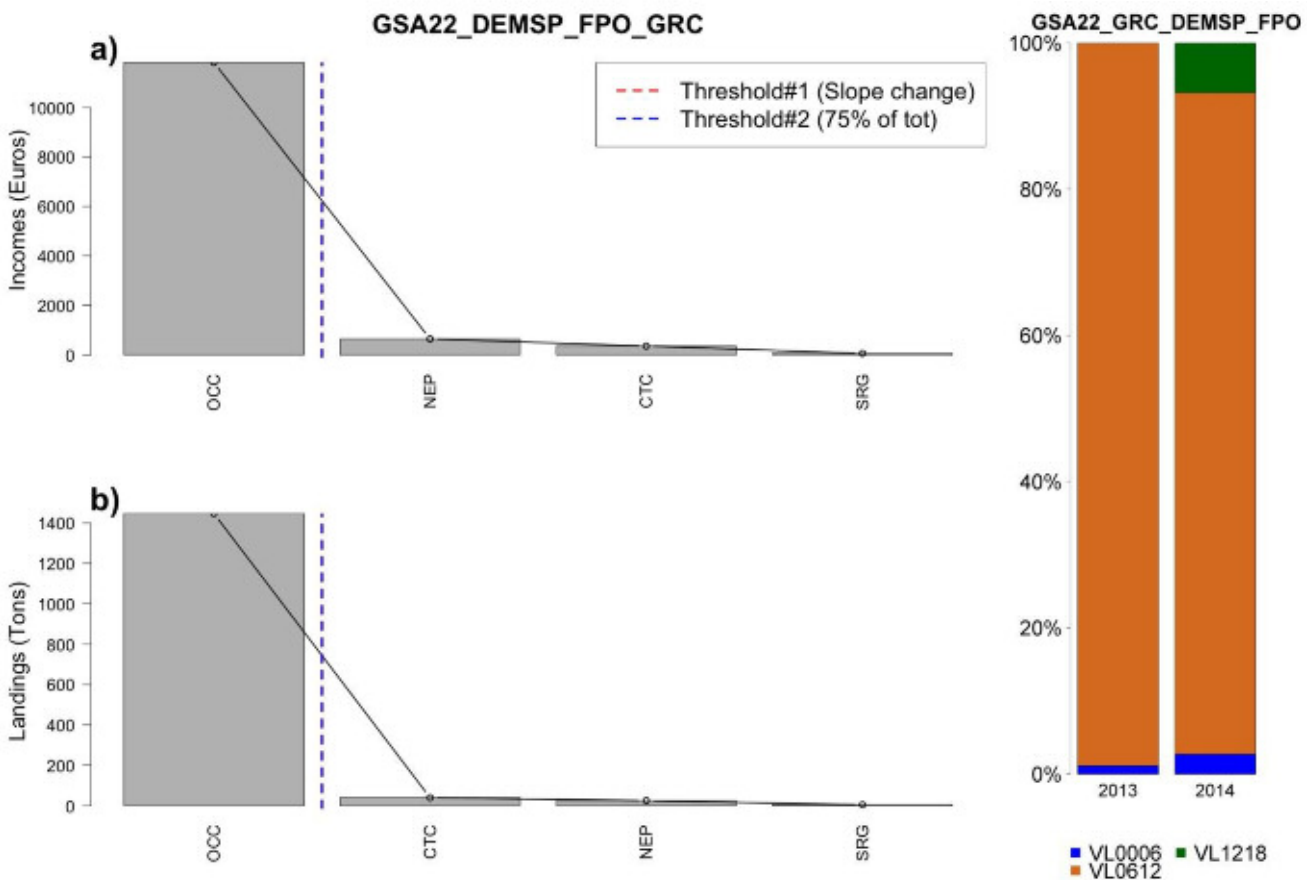 GSA22_DEMSP_FPO_GRC
a)
Incomes (Euros)
10000
8000
6000
4000
2000
0
Threshold#1 (Slope change)
Threshold#2 (75% of tot)
OCC
NEP
CTC
SRG
b)
Landings (Tons)
1400
1200
1000
800
600
400
200
0
OCC
CTC
NEP
SRG
GSA22_GRC_DEMSP_FPO
100%
80%
60%
40%
20%
0%
2013 2014
VL0006 VL1218
VL0612